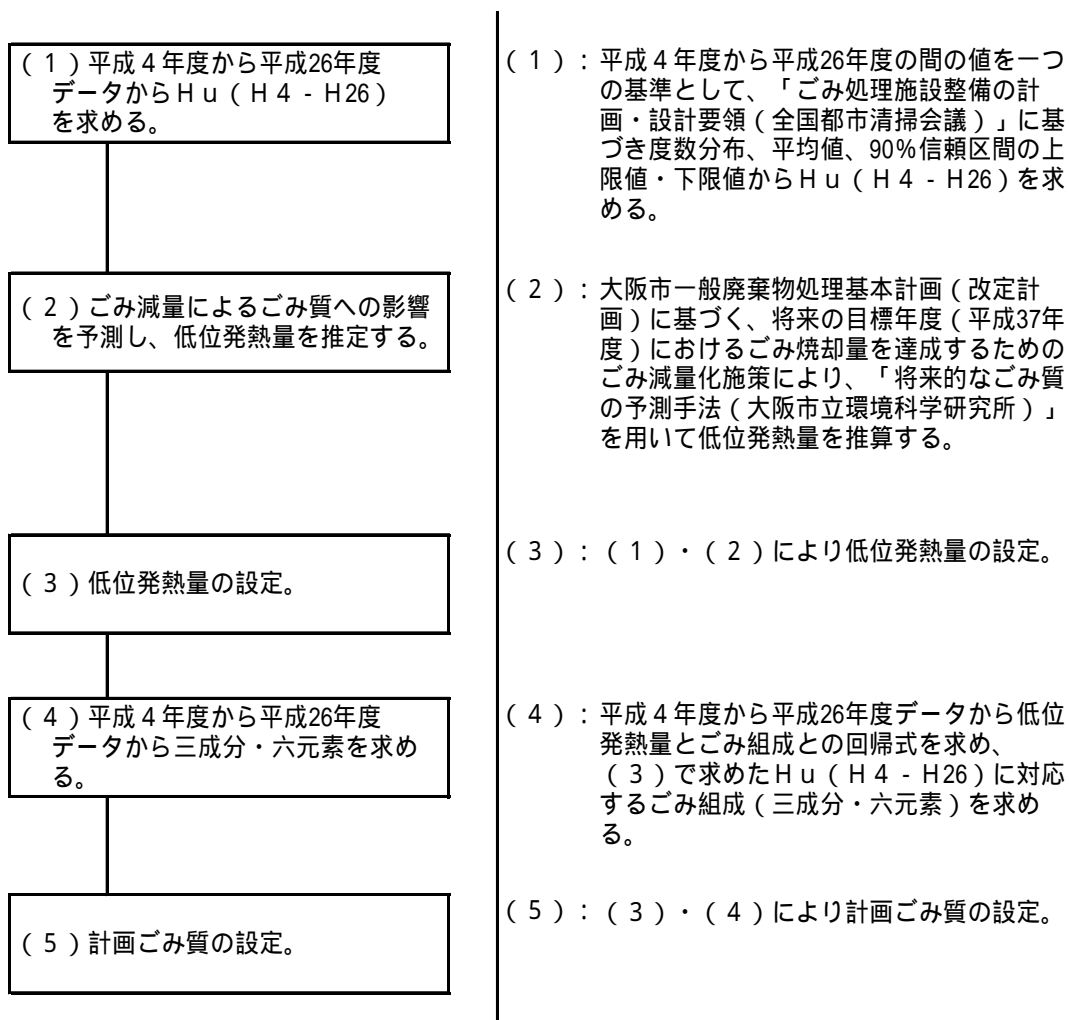 （１）平成４年度から平成26年度
データからＨｕ（Ｈ４－Ｈ26）
を求める。
（１）：平成４年度から平成26年度の間の値を一つ
の基準として、「ごみ処理施設整備の計
画・設計要領（全国都市清掃会議）」に基
づき度数分布、平均値、90％信頼区間の上
限値・下限値からＨｕ（Ｈ４－Ｈ26）を求
める。
（２）ごみ減量によるごみ質への影響
を予測し、低位発熱量を推定する。
（２）：大阪市一般廃棄物処理基本計画（改定計
画）に基づく、将来の目標年度（平成37年
度）におけるごみ焼却量を達成するための
ごみ減量化施策により、「将来的なごみ質
の予測手法（大阪市立環境科学研究所）」
を用いて低位発熱量を推算する。
（３）低位発熱量の設定。
（３）：（１）・（２）により低位発熱量の設定。
（４）平成４年度から平成26年度
データから三成分・六元素を求め
る。
（４）：平成４年度から平成26年度データから低位
発熱量とごみ組成との回帰式を求め、
（３）で求めたＨｕ（Ｈ４－Ｈ26）に対応
するごみ組成（三成分・六元素）を求め
る。
（５）計画ごみ質の設定。
（５）：（３）・（４）により計画ごみ質の設定。